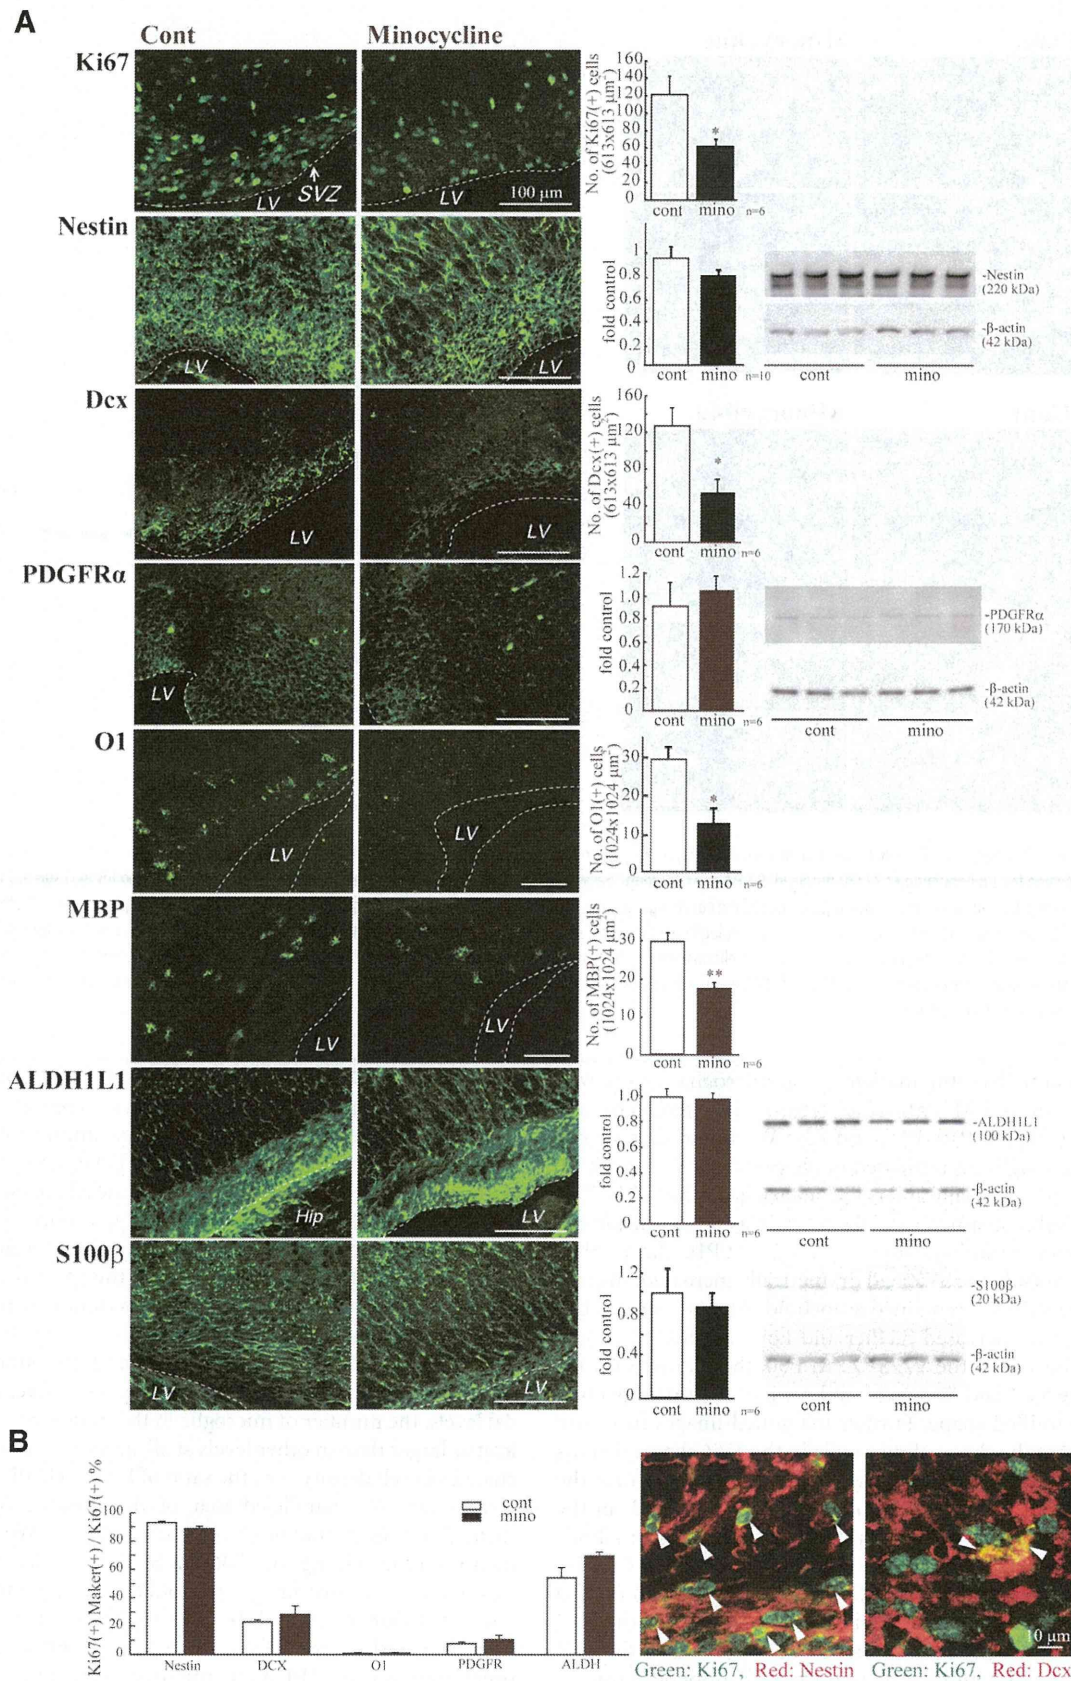 A
Cont Minocycline
Ki67
LV
SVZ
LV
100 μm
No. of Ki67(+) cells
(613x613 μm²)
160
140
120
100
80
60
40
20
0
*
cont mino n=6
Nestin
LV
LV
fold control
1
0.8
0.6
0.4
0.2
0
cont mino n=10
-Nestin
(220 kDa)
-β-actin
(42 kDa)
cont mino
Dcx
LV
LV
No. of Dcx(+) cells
(613x613 μm²)
160
120
80
40
0
*
cont mino n=6
PDGFRα
LV
fold control
1.2
1.0
0.8
0.6
0.4
0.2
0
cont mino n=6
-PDGFRα
(170 kDa)
-β-actin
(42 kDa)
cont mino
O1
LV
LV
No. of O1(+) cells
(1024x1024 μm²)
30
20
10
0
*
cont mino n=6
MBP
LV
LV
No. of MBP(+) cells
(1024x1024 μm²)
30
20
10
0
**
cont mino n=6
ALDH1L1
Hip
LV
fold control
1.0
0.8
0.6
0.4
0.2
0
cont mino n=6
-ALDH1L1
(100 kDa)
-β-actin
(42 kDa)
cont mino
S100β
LV
LV
fold control
1.2
0.8
0.4
0
cont mino n=6
-S100β
(20 kDa)
-β-actin
(42 kDa)
cont mino
B
Ki67(+) Maker(+) / Ki67(+) %
100
80
60
40
20
0
cont
mino
Nestin DCX O1 PDGFR ALDH
10 μm
Green: Ki67, Red: Nestin
Green: Ki67, Red: Dcx